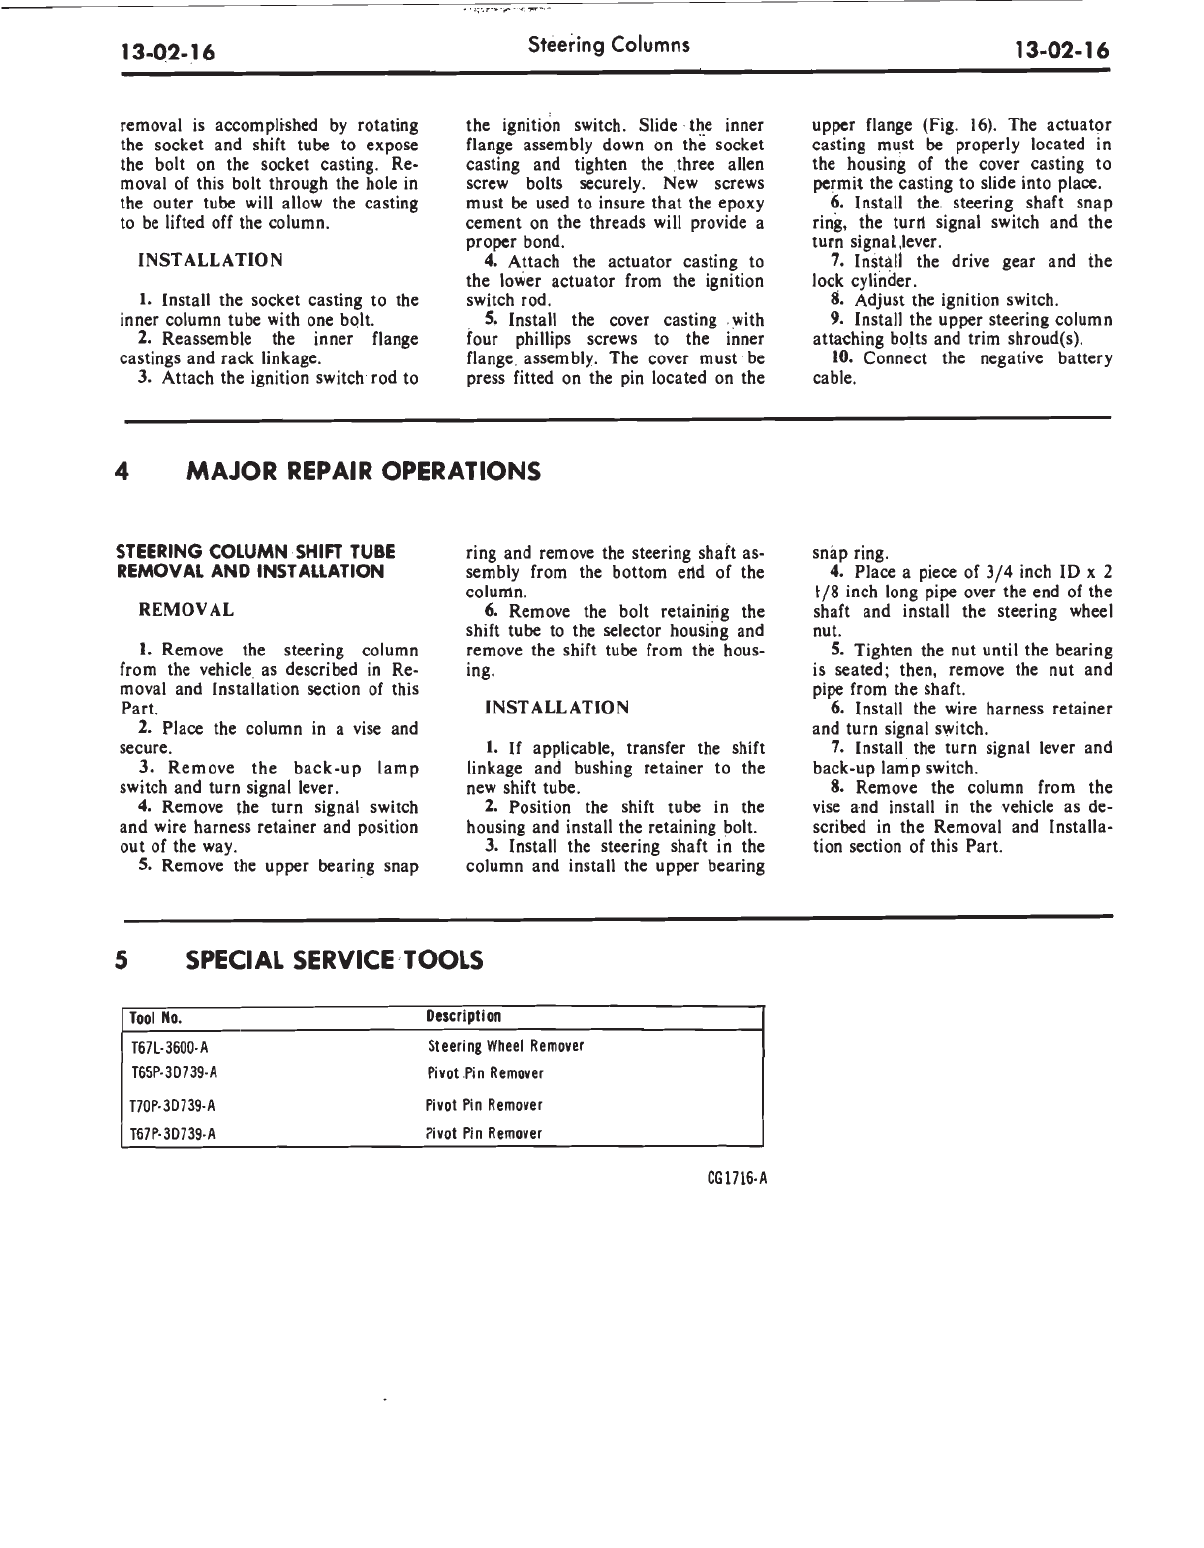 13-02-16
Steering Columns
13-02-16
removal is accomplished by rotating
the socket and shift tube to expose
the bolt on the socket casting. Re-
moval of this bolt through the hole in
the outer tube will allow the casting
to be lifted off the column.
INSTALLATION
1. Install the socket casting to the
inner column tube with one bolt.
2. Reassemble the inner flange
castings and rack linkage.
3. Attach the ignition switch rod to
the ignition switch. Slide the inner
flange assembly down on the socket
casting and tighten the three allen
screw bolts securely. New screws
must be used to insure that the epoxy
cement on the threads will provide a
proper bond.
4. Attach the actuator casting to
the lower actuator from the ignition
switch rod.
5. Install the cover casting with
four phillips screws to the inner
flange assembly. The cover must be
press fitted on the pin located on the
upper flange (Fig. 16). The actuator
casting must be properly located in
the housing of the cover casting to
permit the casting to slide into place.
6. Install the steering shaft snap
ring, the turn signal switch and the
turn signal lever.
7. Install the drive gear and the
lock cylinder.
8. Adjust the ignition switch.
9. Install the upper steering column
attaching bolts and trim shroud(s).
10. Connect the negative battery
cable.
4 MAJOR REPAIR OPERATIONS
STEERING COLUMN SHIFT TUBE
REMOVAL AND INSTALLATION
REMOVAL
1. Remove the steering column
from the vehicle as described in Re-
moval and Installation section of this
Part.
2. Place the column in a vise and
secure.
3. Remove the back-up lamp
switch and turn signal lever.
4. Remove the turn signal switch
and wire harness retainer and position
out of the way.
5. Remove the upper bearing snap
ring and remove the steering shaft as-
sembly from the bottom end of the
column.
6. Remove the bolt retaining the
shift tube to the selector housing and
remove the shift tube from the hous-
ing.
INSTALLATION
1. If applicable, transfer the shift
linkage and bushing retainer to the
new shift tube.
2. Position the shift tube in the
housing and install the retaining bolt.
3. Install the steering shaft in the
column and install the upper bearing
snap ring.
4. Place a piece of 3/4 inch ID x 2
1/8 inch long pipe over the end of the
shaft and install the steering wheel
nut.
5. Tighten the nut until the bearing
is seated; then, remove the nut and
pipe from the shaft.
6. Install the wire harness retainer
and turn signal switch.
7. Install the turn signal lever and
back-up lamp switch.
8. Remove the column from the
vise and install in the vehicle as de-
scribed in the Removal and Installa-
tion section of this Part.
5 SPECIAL SERVICE TOOLS
Tool No. Description
T67L-3600-A Steering Wheel Remover
T65P-3D739-A Pivot Pin Remover
T70P-3D739-A Pivot Pin Remover
T67P-3D739-A Pivot Pin Remover
CG1716-A